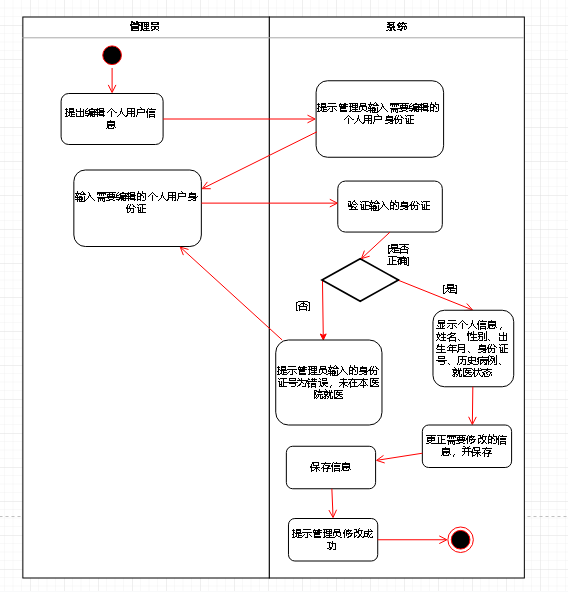 管理员
系统
提出编辑个人用户信
息
提示管理员输入需要编辑的
个人用户身份证
输入需要编辑的个人用户身
份证
验证输入的身份证
[是否
正确]
[否]
[是]
显示个人信息，
姓名、性别、出
生年月、身份证
号、历史病例、
就医状态
提示管理员输入的身份
证号为错误，未在本医
院就医
更正需要修改的信
息，并保存
保存信息
提示管理员修改成
功